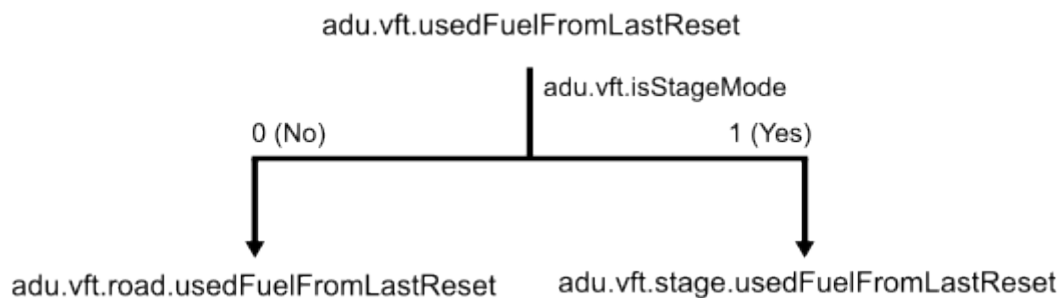 adu.vft.usedFuelFromLastReset
adu.vft.isStageMode
0 (No)
1 (Yes)
adu.vft.road.usedFuelFromLastReset
adu.vft.stage.usedFuelFromLastReset